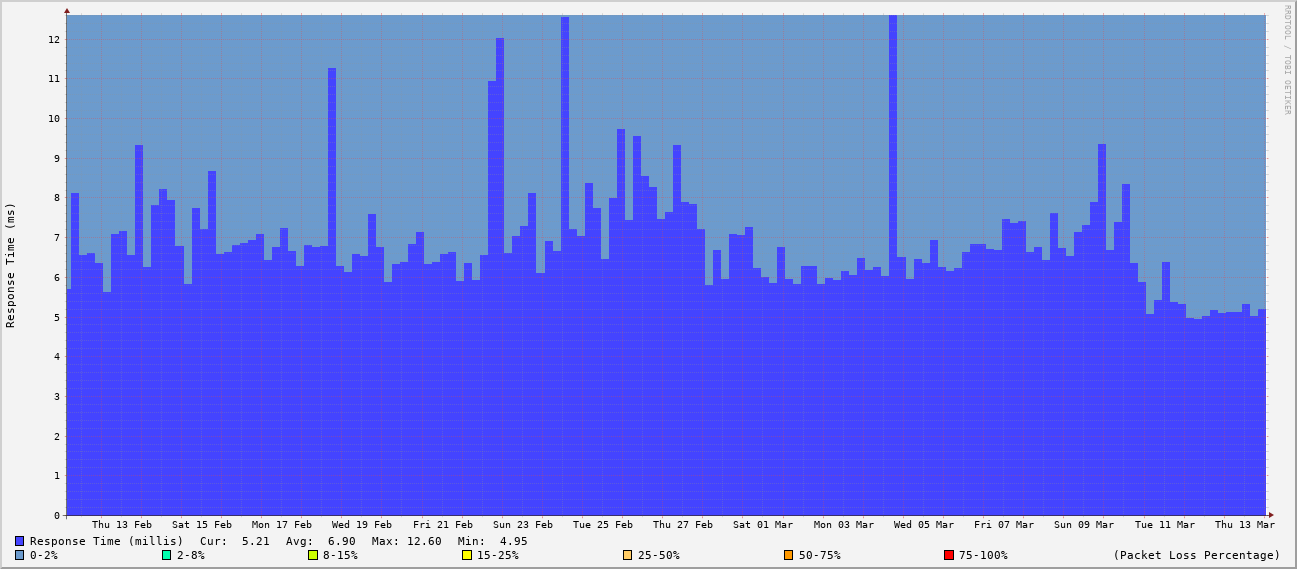 RRDTOOL / TOBI OETIKER
Response Time (ms)
12
11
10
9
8
7
6
5
4
3
2
1
0
Thu 13 Feb Sat 15 Feb Mon 17 Feb Wed 19 Feb Fri 21 Feb Sun 23 Feb Tue 25 Feb Thu 27 Feb Sat 01 Mar Mon 03 Mar Wed 05 Mar Fri 07 Mar Sun 09 Mar Tue 11 Mar Thu 13 Mar
Response Time (millis) Cur: 5.21 Avg: 6.90 Max: 12.60 Min: 4.95
0-2% 2-8% 8-15% 15-25% 25-50% 50-75% 75-100% (Packet Loss Percentage)